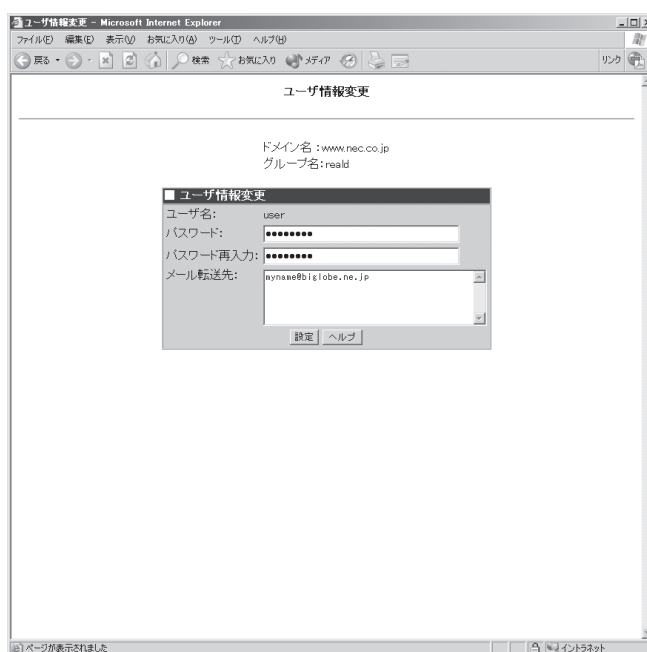 ユーザ情報変更 - Microsoft Internet Explorer
ファイル(F) 編集(E) 表示(V) お気に入り(A) ツール(T) ヘルプ(H)
戻る 検索 お気に入り メディア リンク
ユーザ情報変更
ドメイン名 : www.nec.co.jp
グループ名: reald
■ ユーザ情報変更
ユーザ名: user
パスワード: ●●●●●●●●
パスワード再入力: ●●●●●●●●
メール転送先: myname@biglobe.ne.jp
設定 ヘルプ
ページが表示されました イントラネット